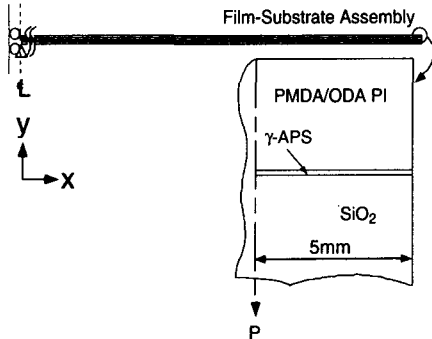 Film-Substrate Assembly
PMDA/ODA PI
γ-APS
SiO₂
5mm
P
℄
y
x